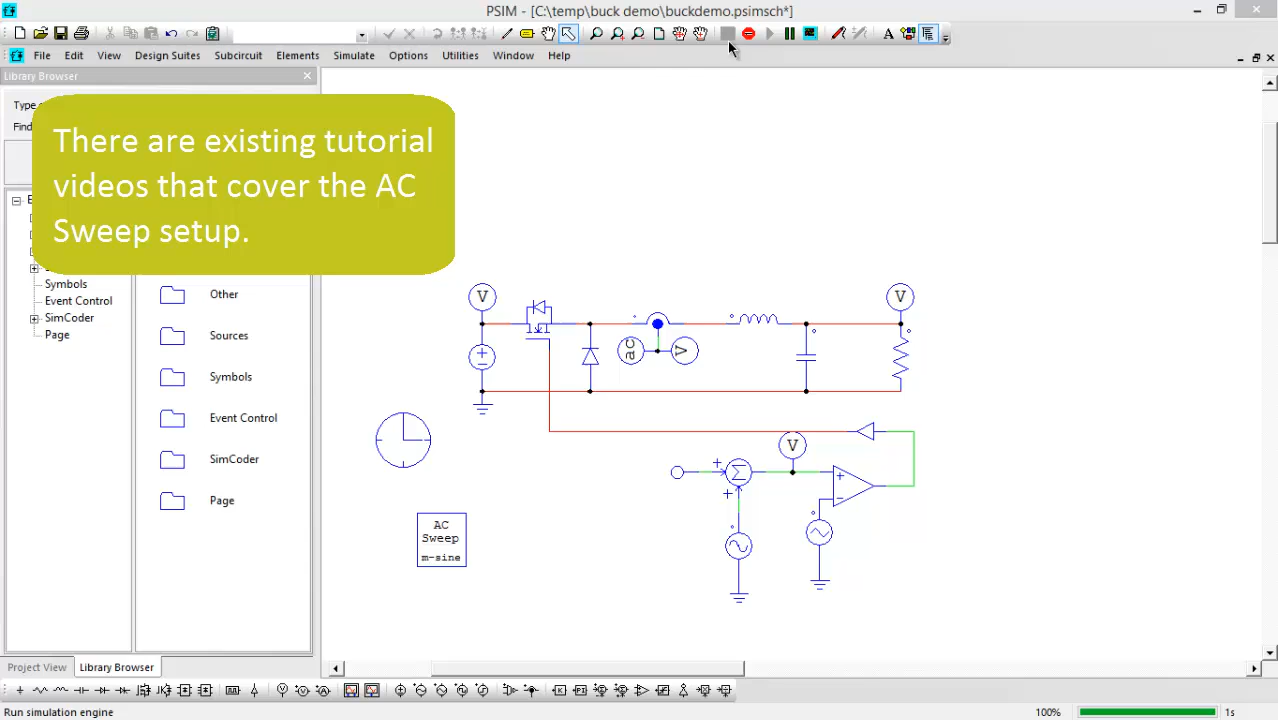 PSIM - [C:\temp\buck demo\buckdemo.psimsch*]
File Edit View Design Suites Subcircuit Elements Simulate Options Utilities Window Help
Library Browser
There are existing tutorial
videos that cover the AC
Sweep setup.
Symbols
Event Control
SimCoder
Page
Other
Sources
Symbols
Event Control
SimCoder
Page
V
V
ac
V
V
AC
Sweep
m-sine
Project View
Library Browser
Run simulation engine
100%
1s